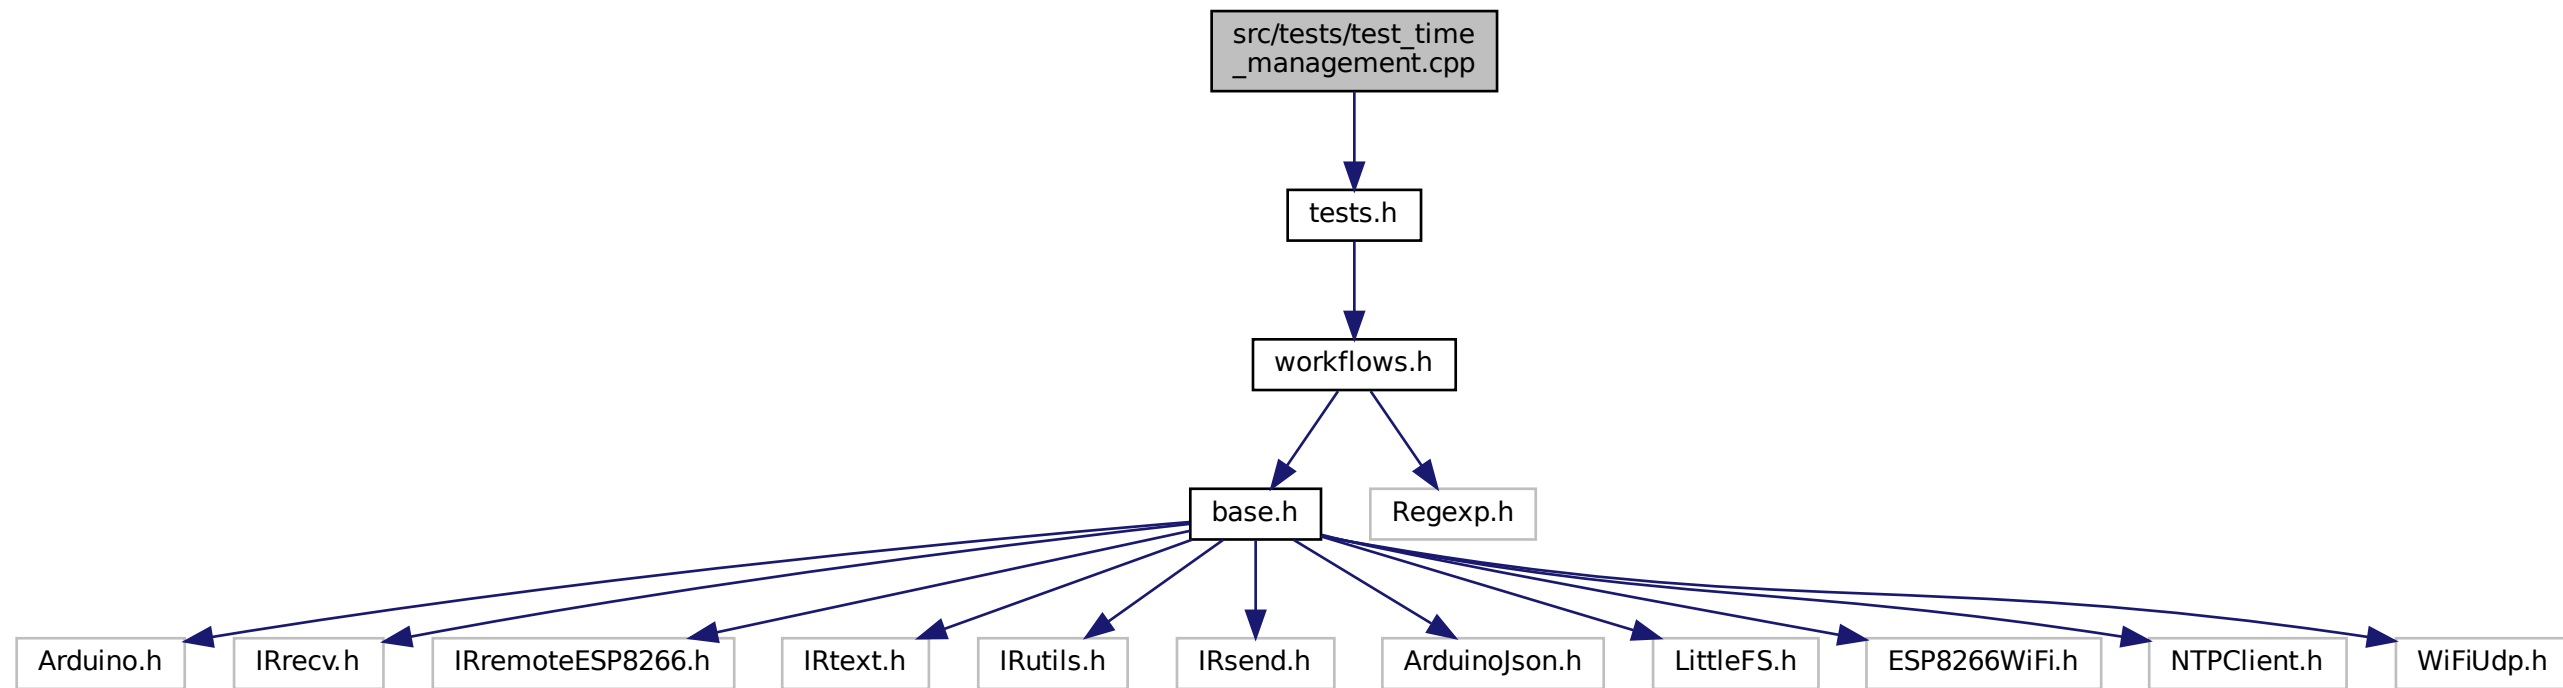 src/tests/test_time
_management.cpp
tests.h
workflows.h
base.h
Regexp.h
Arduino.h
IRrecv.h
IRremoteESP8266.h
IRtext.h
IRutils.h
IRsend.h
ArduinoJson.h
LittleFS.h
ESP8266WiFi.h
NTPClient.h
WiFiUdp.h